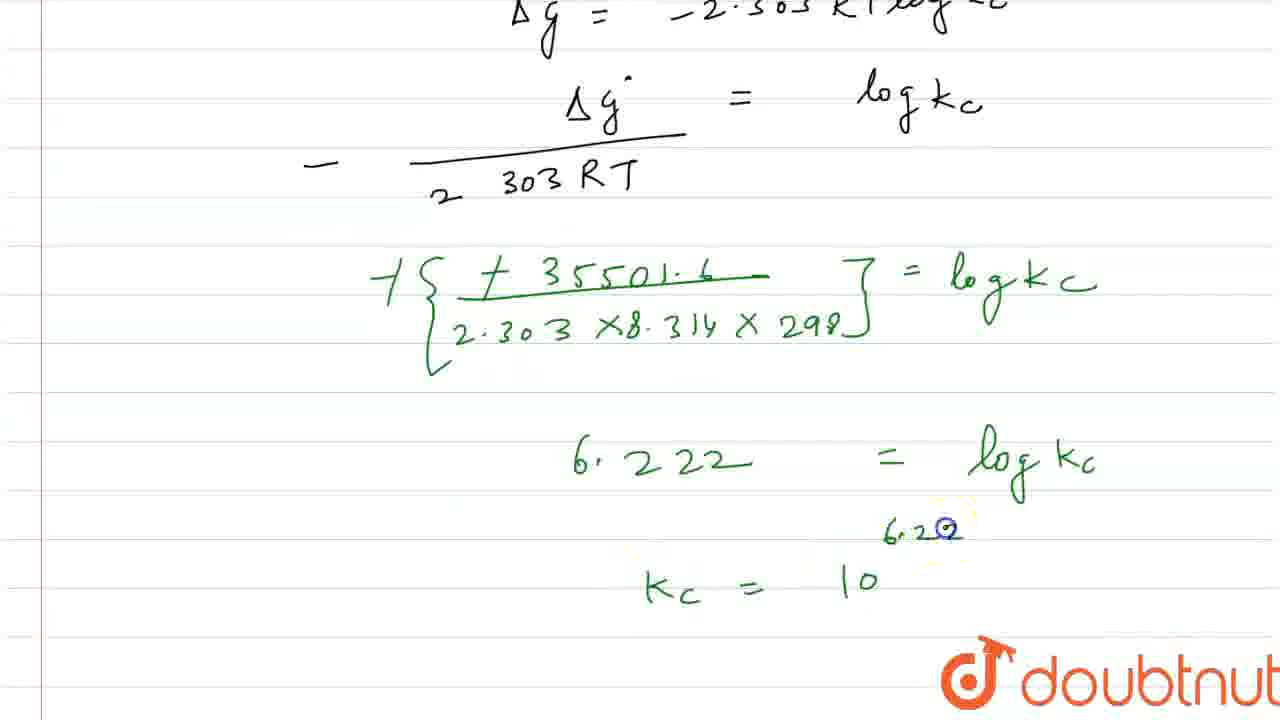 Δg = -2.303 RT log Kc
Δg° = log Kc
- 2 303 RT
-{ + 35501.6 } = log Kc
2.303 × 8.314 × 298
6.222 = log Kc
6.22
Kc = 10
doubtnut